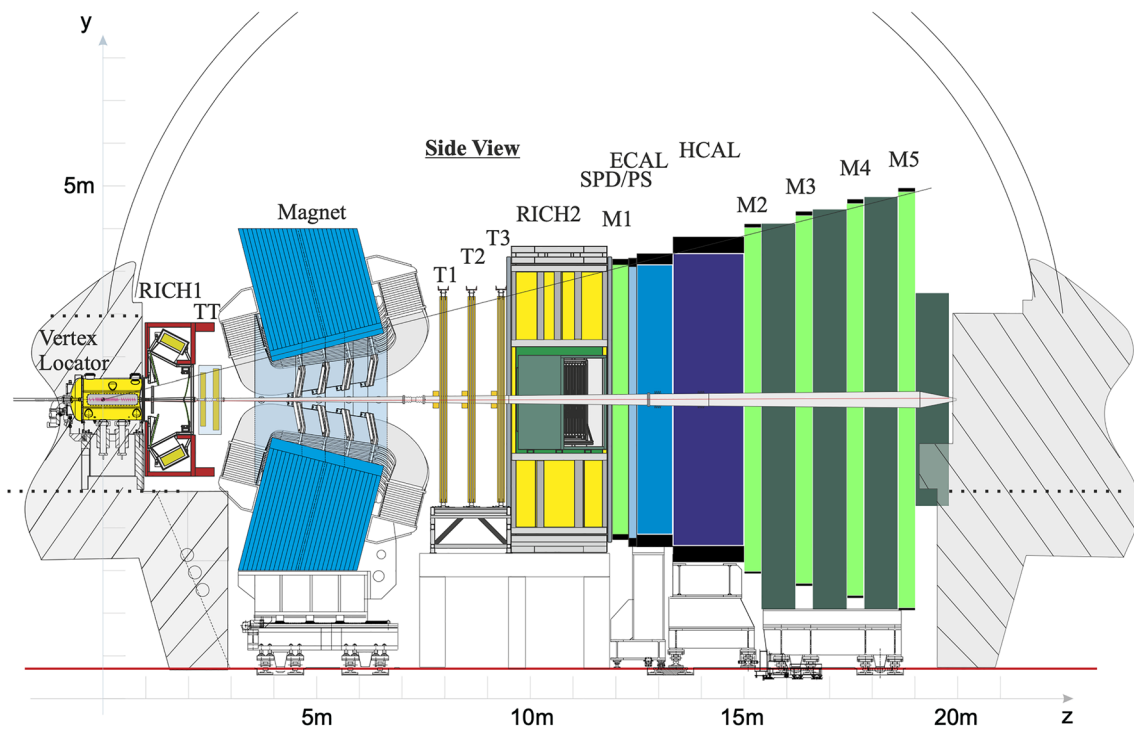 y
Side View
HCAL
ECAL
SPD/PS
M5
M4
M3
M2
5m
Magnet
RICH2
M1
T3
T2
T1
RICH1
TT
Vertex
Locator
5m
10m
15m
20m
z